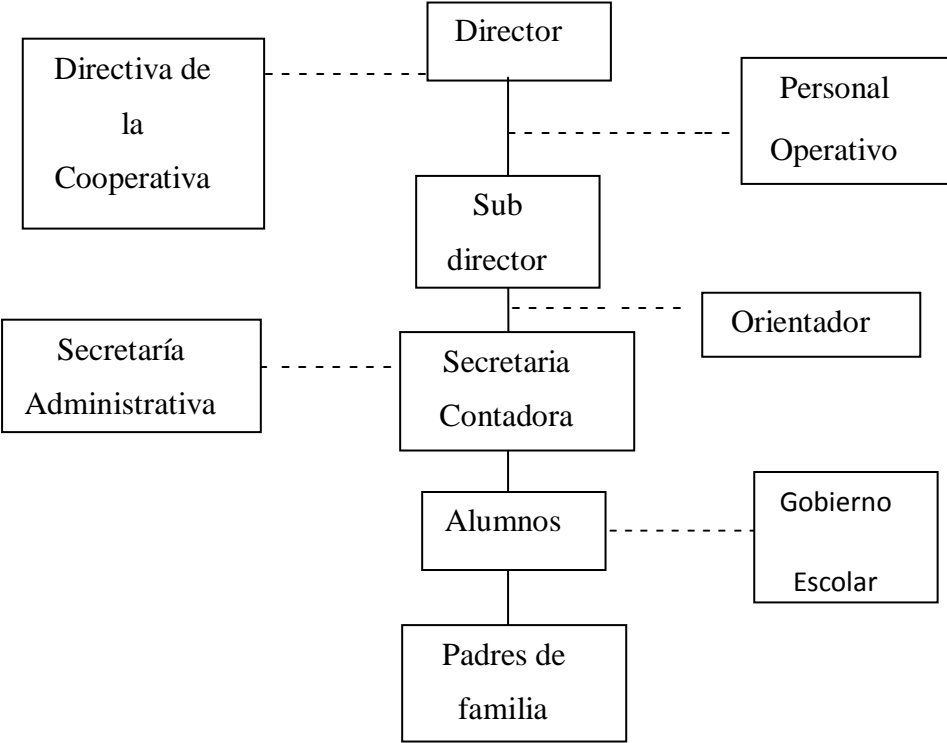 Director
Directiva de
la
Cooperativa
Personal
Operativo
Sub
director
Orientador
Secretaría
Administrativa
Secretaria
Contadora
Alumnos
Gobierno
Escolar
Padres de
familia